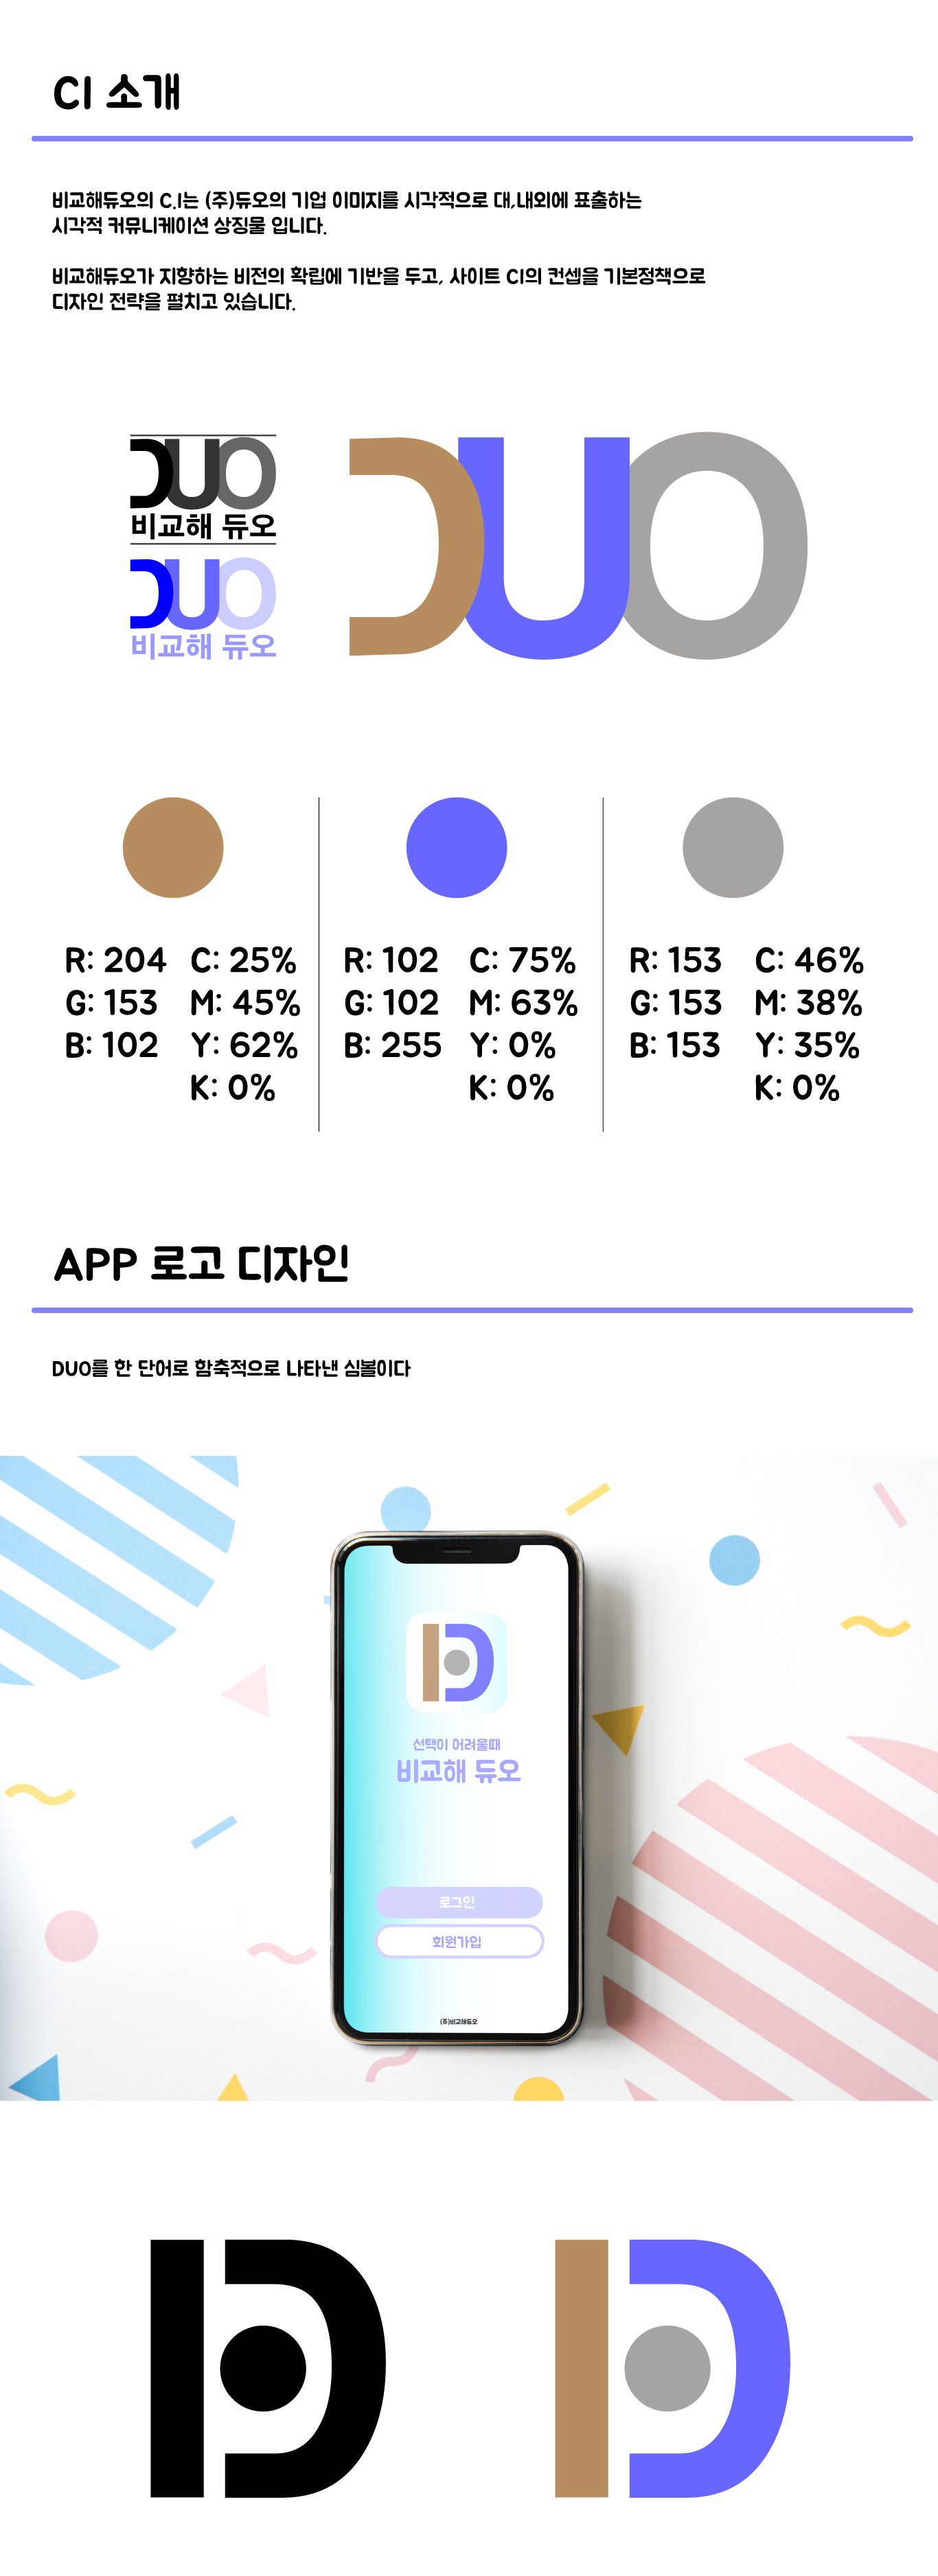 CI 소개
비교해듀오의 C.I는 (주)듀오의 기업 이미지를 시각적으로 대,내외에 표출하는
시각적 커뮤니케이션 상징물 입니다.
비교해듀오가 지향하는 비전의 확립에 기반을 두고, 사이트 CI의 컨셉을 기본정책으로
디자인 전략을 펼치고 있습니다.
DUO
비교해 듀오
DUO
비교해 듀오
DUO
R: 204 C: 25%
G: 153 M: 45%
B: 102 Y: 62%
K: 0%
R: 102 C: 75%
G: 102 M: 63%
B: 255 Y: 0%
K: 0%
R: 153 C: 46%
G: 153 M: 38%
B: 153 Y: 35%
K: 0%
APP 로고 디자인
DUO를 한 단어로 함축적으로 나타낸 심볼이다
선택이 어려울때
비교해 듀오
로그인
회원가입
(주)비교해듀오